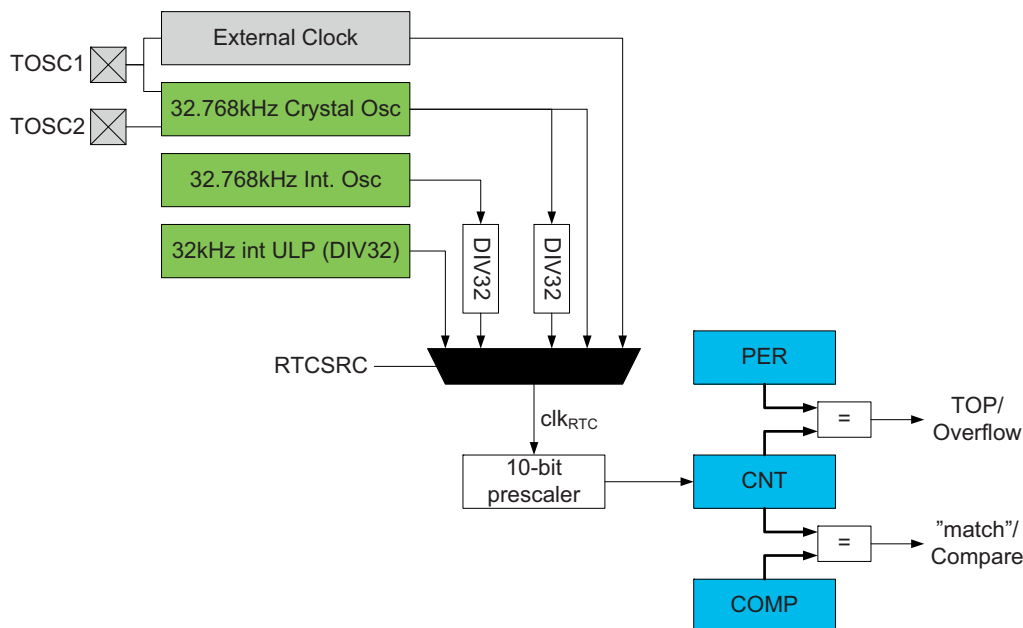 External Clock
TOSC1
32.768kHz Crystal Osc
TOSC2
32.768kHz Int. Osc
32kHz int ULP (DIV32)
DIV32
DIV32
RTCSRC
clkRTC
PER
=
TOP/
Overflow
10-bit
prescaler
CNT
=
”match”/
Compare
COMP